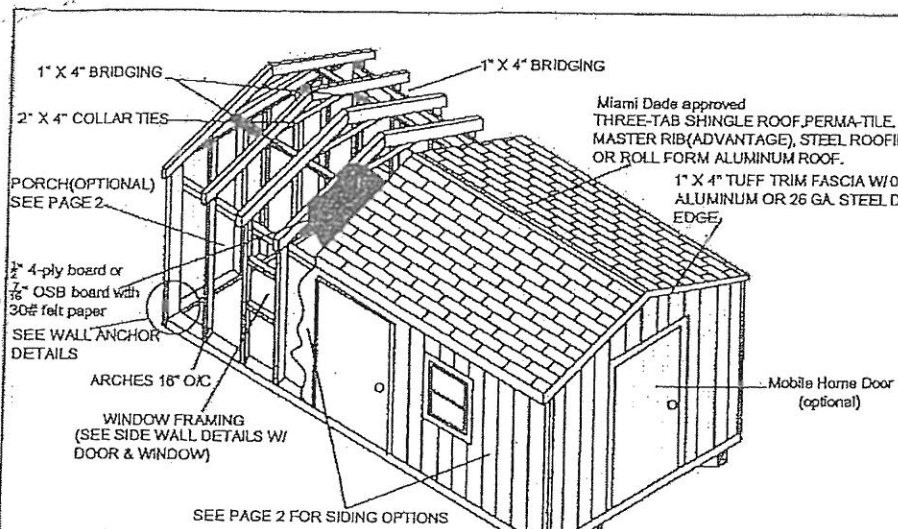 1" X 4" BRIDGING
1" X 4" BRIDGING
2" X 4" COLLAR TIES
Miami Dade approved
THREE-TAB SHINGLE ROOF,PERMA-TILE,
MASTER RIB(ADVANTAGE), STEEL
OR ROLL FORM ALUMINUM ROOF.
1" X 4" TUFF TRIM FASCIA W/
ALUMINUM OR 26 GA. STEEL
EDGE.
PORCH(OPTIONAL)
SEE PAGE 2
1/2" 4-ply board or
7/16" OSB board with
30# felt paper
SEE WALL ANCHOR
DETAILS
ARCHES 16" O/C
WINDOW FRAMING
(SEE SIDE WALL DETAILS W/
DOOR & WINDOW)
Mobile Home Door
(optional)
SEE PAGE 2 FOR SIDING OPTIONS